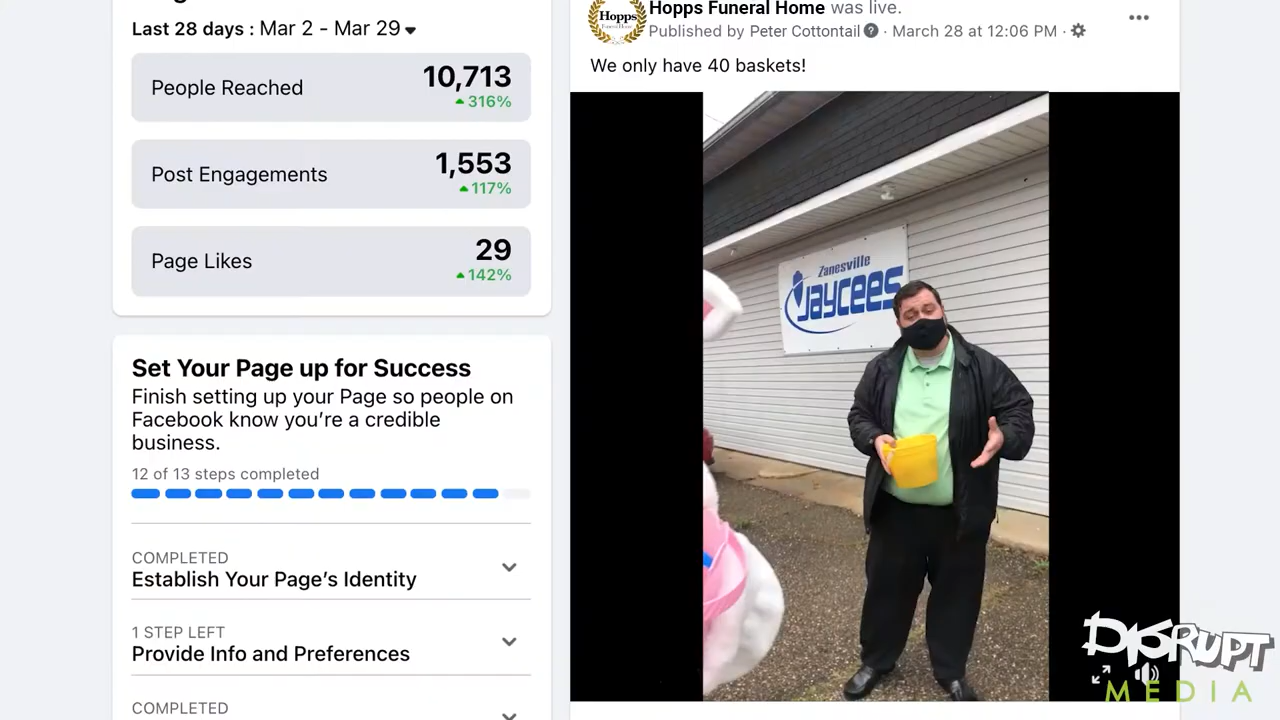 Last 28 days : Mar 2 - Mar 29
People Reached
10,713
316%
Post Engagements
1,553
117%
Page Likes
29
142%
Set Your Page up for Success
Finish setting up your Page so people on
Facebook know you’re a credible
business.
12 of 13 steps completed
COMPLETED
Establish Your Page’s Identity
1 STEP LEFT
Provide Info and Preferences
COMPLETED
Hopps
Hopps Funeral Home was live.
Published by Peter Cottontail · March 28 at 12:06 PM ·
We only have 40 baskets!
Zanesville
Jaycees
DISRUPT
MEDIA